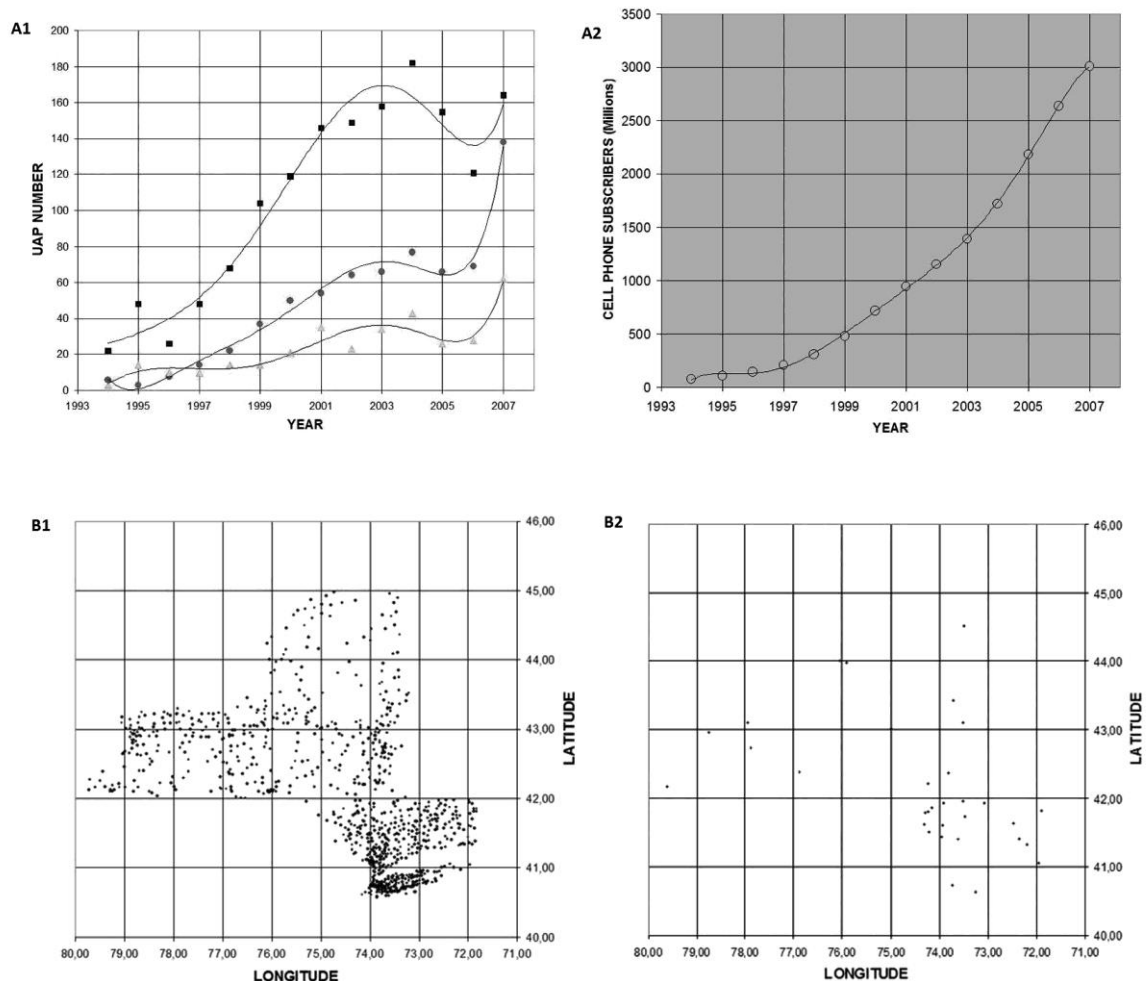 A1
UAP NUMBER
200
180
160
140
120
100
80
60
40
20
0
1993 1995 1997 1999 2001 2003 2005 2007
YEAR
A2
CELL PHONE SUBSCRIBERS (Millions)
3500
3000
2500
2000
1500
1000
500
0
1993 1995 1997 1999 2001 2003 2005 2007
YEAR
B1
46,00
45,00
44,00
43,00
42,00
41,00
40,00
LATITUDE
80,00 79,00 78,00 77,00 76,00 75,00 74,00 73,00 72,00 71,00
LONGITUDE
B2
46,00
45,00
44,00
43,00
42,00
41,00
40,00
LATITUDE
80,00 79,00 78,00 77,00 76,00 75,00 74,00 73,00 72,00 71,00
LONGITUDE